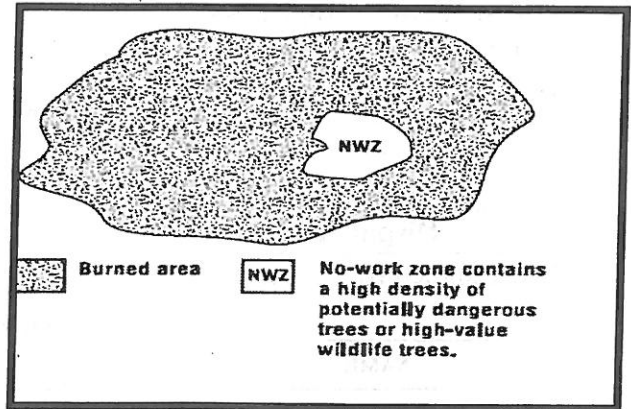 NWZ
Burned area
NWZ
No-work zone contains
a high density of
potentially dangerous
trees or high-value
wildlife trees.